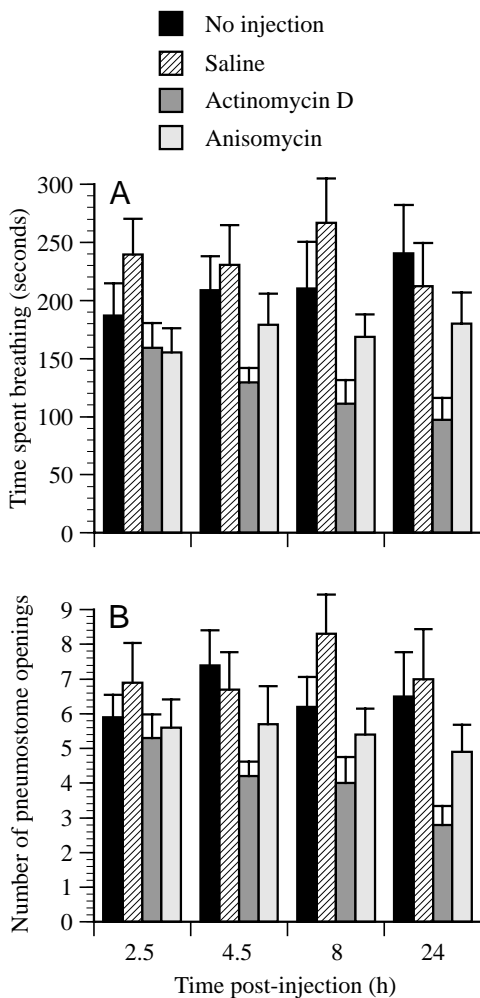 No injection
Saline
Actinomycin D
Anisomycin
A
Time spent breathing (seconds)
300
250
200
150
100
50
0
B
Number of pneumostome openings
9
8
7
6
5
4
3
2
1
0
2.5 4.5 8 24
Time post-injection (h)